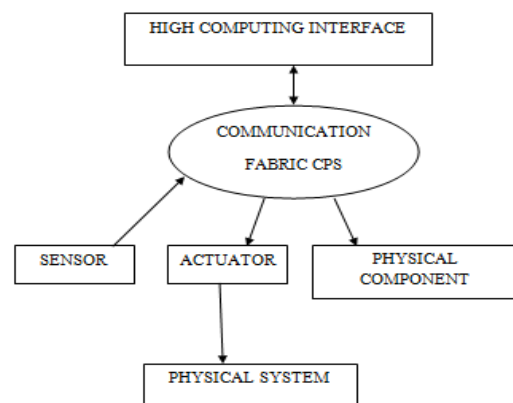 HIGH COMPUTING INTERFACE
COMMUNICATION
FABRIC CPS
SENSOR
ACTUATOR
PHYSICAL
COMPONENT
PHYSICAL SYSTEM